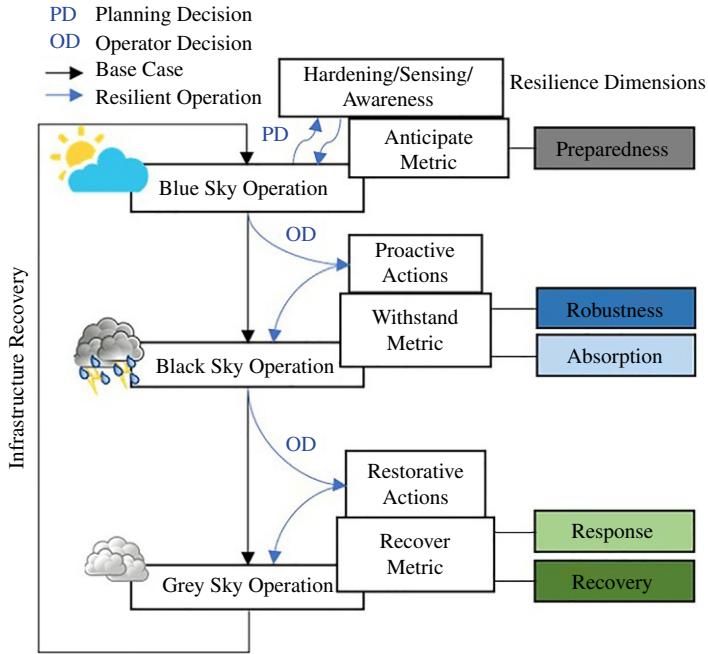 PD Planning Decision
OD Operator Decision
Base Case
Resilient Operation
Hardening/Sensing/
Awareness
Resilience Dimensions
PD
Anticipate
Metric
Preparedness
Blue Sky Operation
OD
Proactive
Actions
Withstand
Metric
Robustness
Absorption
Black Sky Operation
Infrastructure Recovery
OD
Restorative
Actions
Recover
Metric
Response
Recovery
Grey Sky Operation